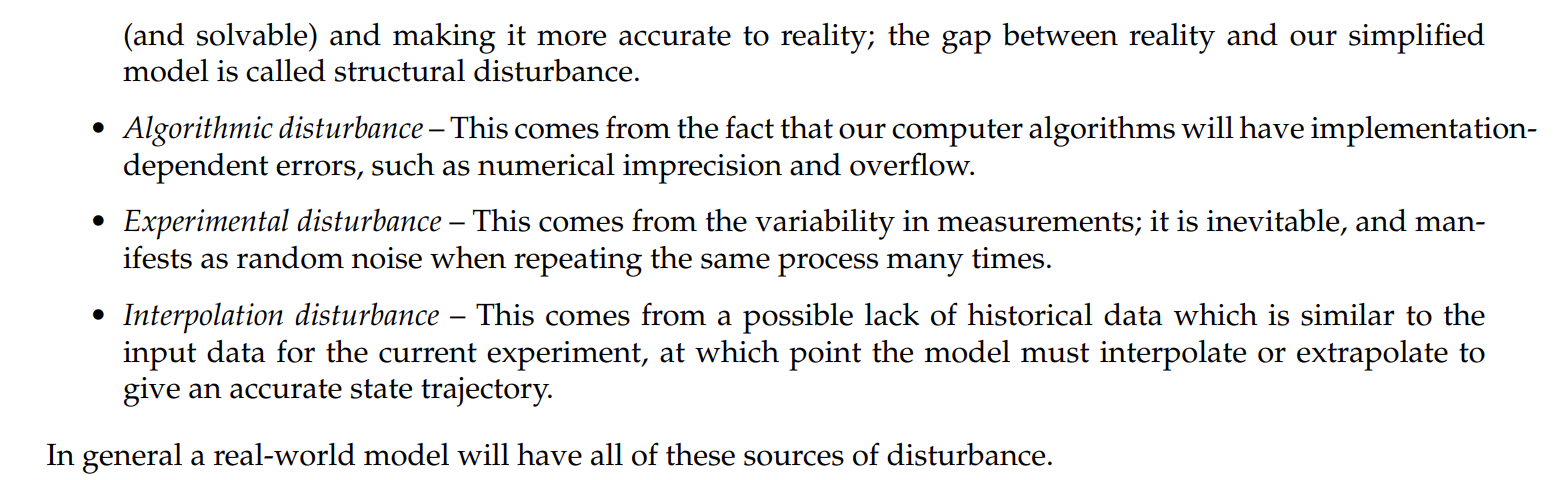 (and solvable) and making it more accurate to reality; the gap between reality and our simplified
model is called structural disturbance.
• Algorithmic disturbance – This comes from the fact that our computer algorithms will have implementation-
dependent errors, such as numerical imprecision and overflow.
• Experimental disturbance – This comes from the variability in measurements; it is inevitable, and man-
ifests as random noise when repeating the same process many times.
• Interpolation disturbance – This comes from a possible lack of historical data which is similar to the
input data for the current experiment, at which point the model must interpolate or extrapolate to
give an accurate state trajectory.
In general a real-world model will have all of these sources of disturbance.